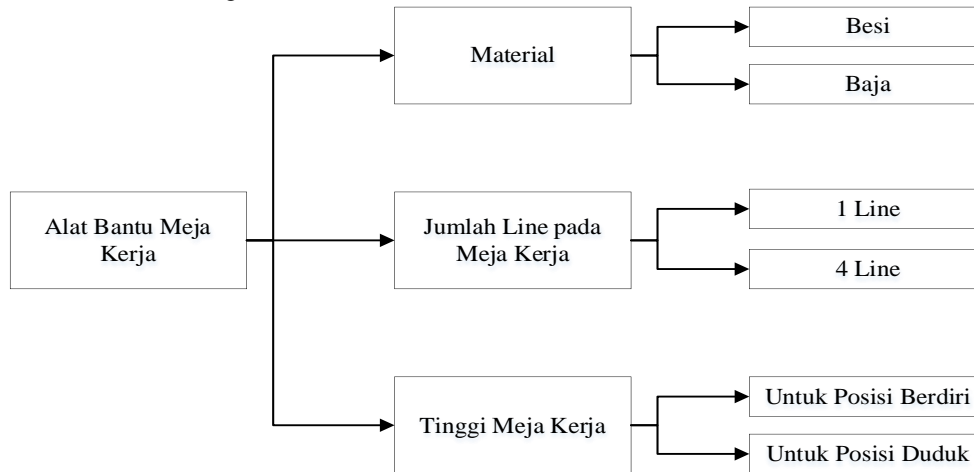 Alat Bantu Meja
Kerja
Material
Besi
Baja
Jumlah Line pada
Meja Kerja
1 Line
4 Line
Tinggi Meja Kerja
Untuk Posisi Berdiri
Untuk Posisi Duduk